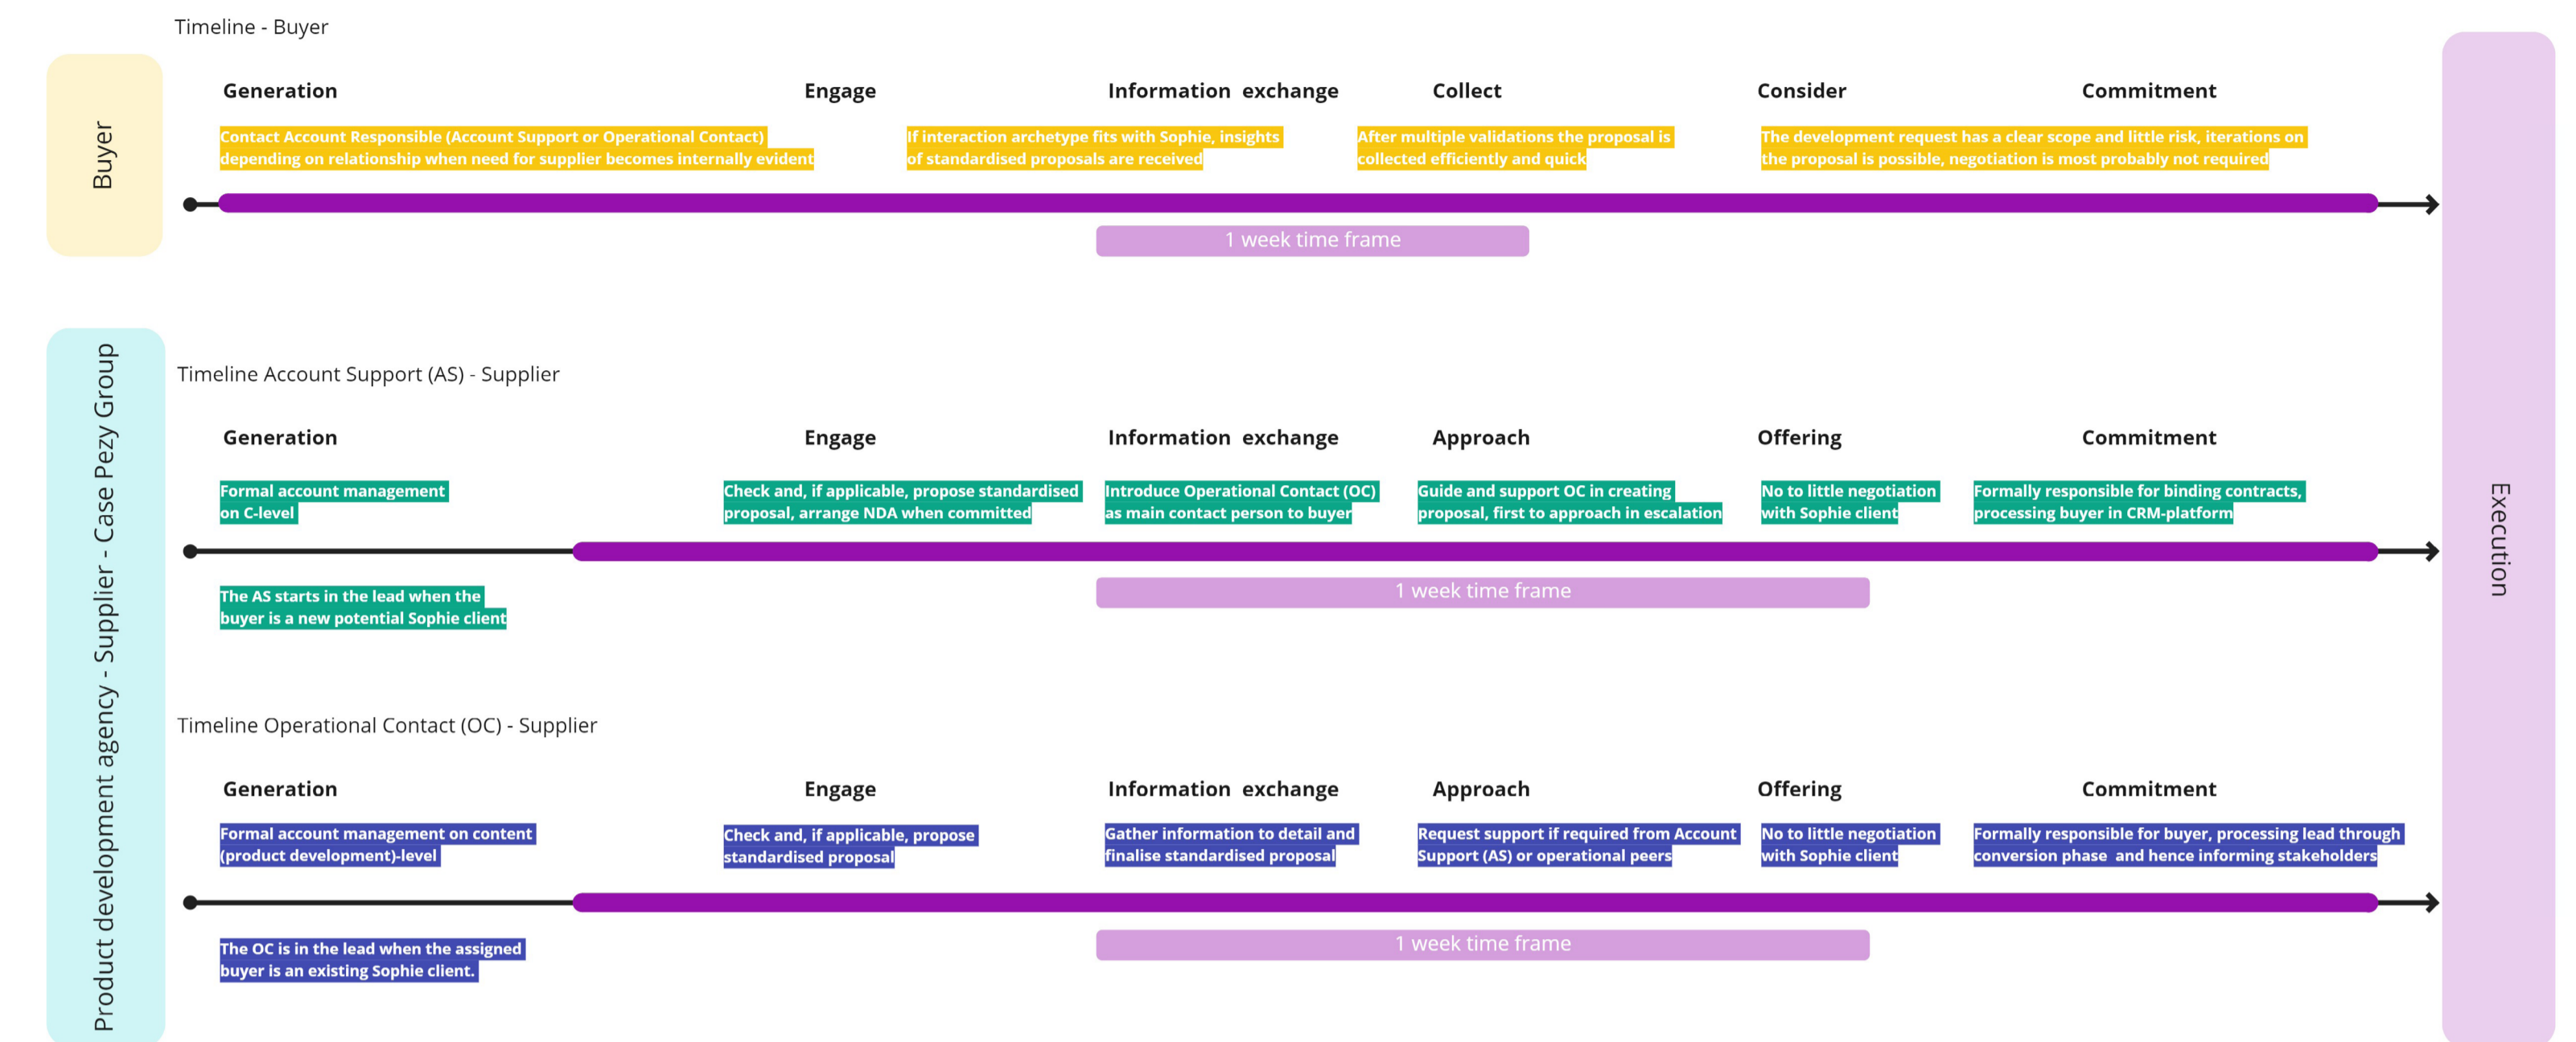 Timeline - Buyer
Buyer
Generation
Engage
Information exchange
Collect
Consider
Commitment
Contact Account Responsible (Account Support or Operational Contact)
depending on relationship when need for supplier becomes internally evident
If interaction archetype fits with Sophie, insights
of standardised proposals are received
After multiple validations the proposal is
collected efficiently and quick
The development request has a clear scope and little risk, iterations on
the proposal is possible, negotiation is most probably not required
1 week time frame
Product development agency - Supplier - Case Pezy Group
Timeline Account Support (AS) - Supplier
Generation
Engage
Information exchange
Approach
Offering
Commitment
Formal account management
on C-level
Check and, if applicable, propose standardised
proposal, arrange NDA when committed
Introduce Operational Contact (OC)
as main contact person to buyer
Guide and support OC in creating
proposal, first to approach in escalation
No to little negotiation
with Sophie client
Formally responsible for binding contracts,
processing buyer in CRM-platform
The AS starts in the lead when the
buyer is a new potential Sophie client
1 week time frame
Timeline Operational Contact (OC) - Supplier
Generation
Engage
Information exchange
Approach
Offering
Commitment
Formal account management on content
(product development)-level
Check and, if applicable, propose
standardised proposal
Gather information to detail and
finalise standardised proposal
Request support if required from Account
Support (AS) or operational peers
No to little negotiation
with Sophie client
Formally responsible for buyer, processing lead through
conversion phase and hence informing stakeholders
The OC is in the lead when the assigned
buyer is an existing Sophie client.
1 week time frame
Execution